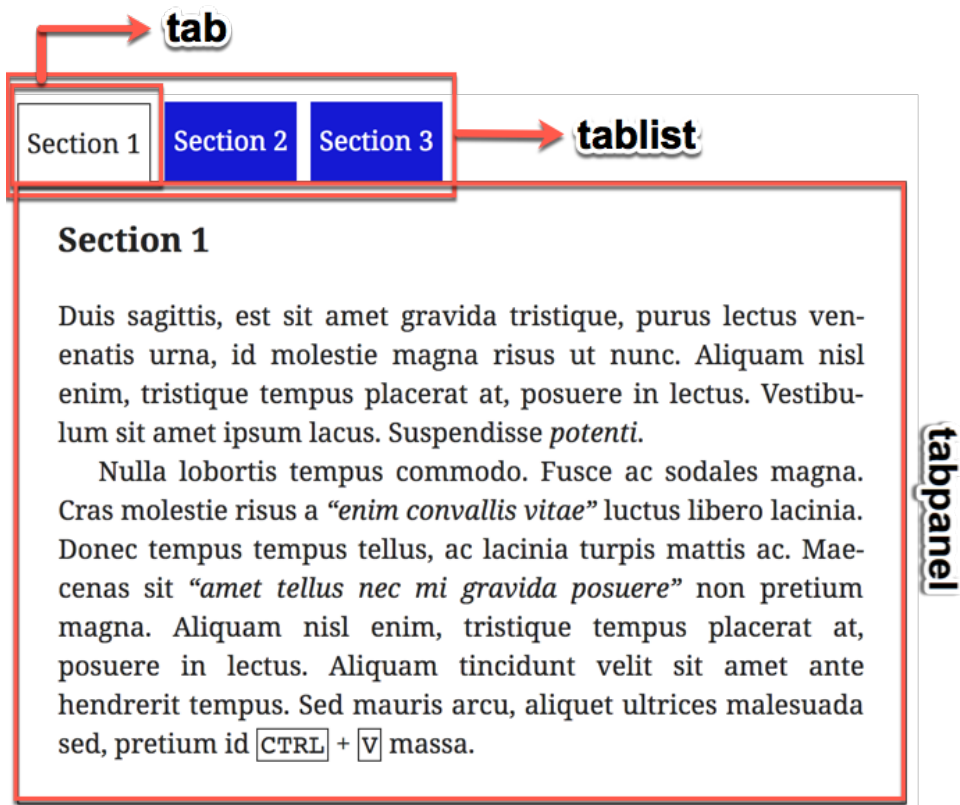 tab
Section 1
Section 2
Section 3
tablist
Section 1
Duis sagittis, est sit amet gravida tristique, purus lectus ven-
enatis urna, id molestie magna risus ut nunc. Aliquam nisl
enim, tristique tempus placerat at, posuere in lectus. Vestibu-
lum sit amet ipsum lacus. Suspendisse potenti.
Nulla lobortis tempus commodo. Fusce ac sodales magna.
Cras molestie risus a “enim convallis vitae” luctus libero lacinia.
Donec tempus tempus tellus, ac lacinia turpis mattis ac. Mae-
cenas sit “amet tellus nec mi gravida posuere” non pretium
magna. Aliquam nisl enim, tristique tempus placerat at,
posuere in lectus. Aliquam tincidunt velit sit amet ante
hendrerit tempus. Sed mauris arcu, aliquet ultrices malesuada
sed, pretium id CTRL + V massa.
tabpanel